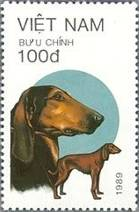 VIỆT NAM
BƯU CHÍNH
100đ
1989